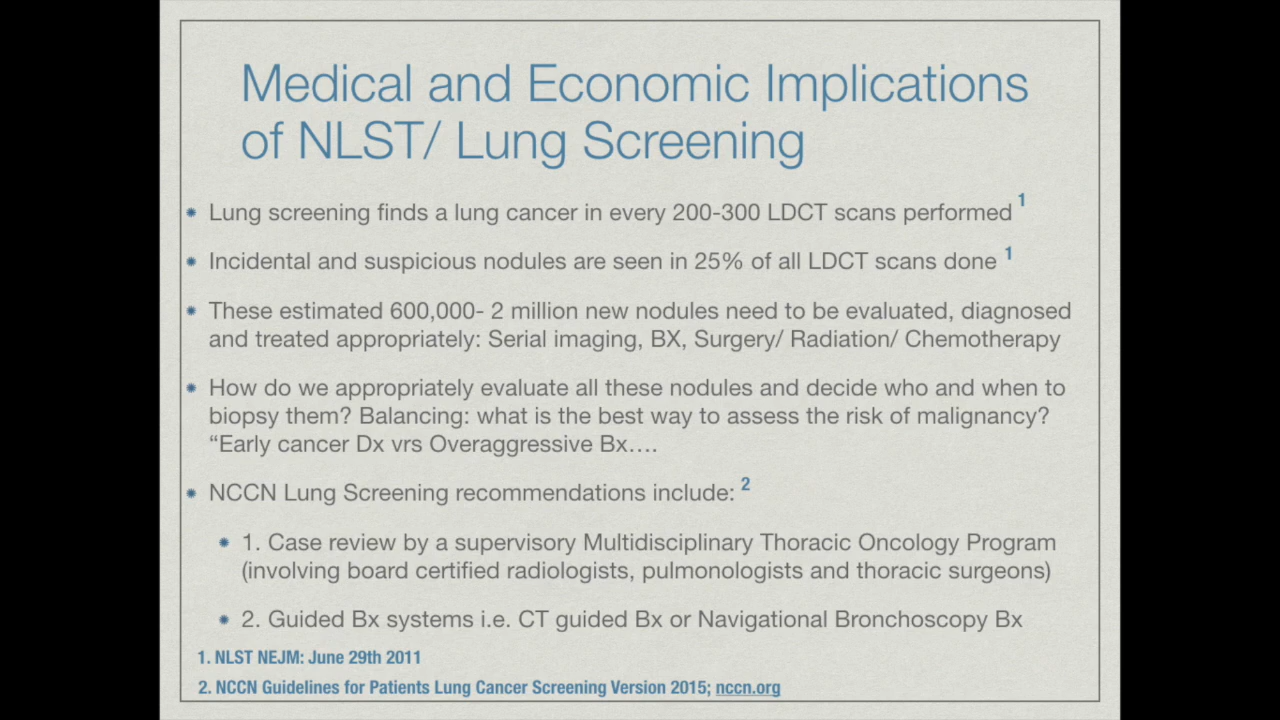 Medical and Economic Implications
of NLST/ Lung Screening
Lung screening finds a lung cancer in every 200-300 LDCT scans performed 1
Incidental and suspicious nodules are seen in 25% of all LDCT scans done 1
These estimated 600,000- 2 million new nodules need to be evaluated, diagnosed
and treated appropriately: Serial imaging, BX, Surgery/ Radiation/ Chemotherapy
How do we appropriately evaluate all these nodules and decide who and when to
biopsy them? Balancing: what is the best way to assess the risk of malignancy?
“Early cancer Dx vrs Overaggressive Bx….
NCCN Lung Screening recommendations include: 2
1. Case review by a supervisory Multidisciplinary Thoracic Oncology Program
(involving board certified radiologists, pulmonologists and thoracic surgeons)
2. Guided Bx systems i.e. CT guided Bx or Navigational Bronchoscopy Bx
1. NLST NEJM: June 29th 2011
2. NCCN Guidelines for Patients Lung Cancer Screening Version 2015; nccn.org